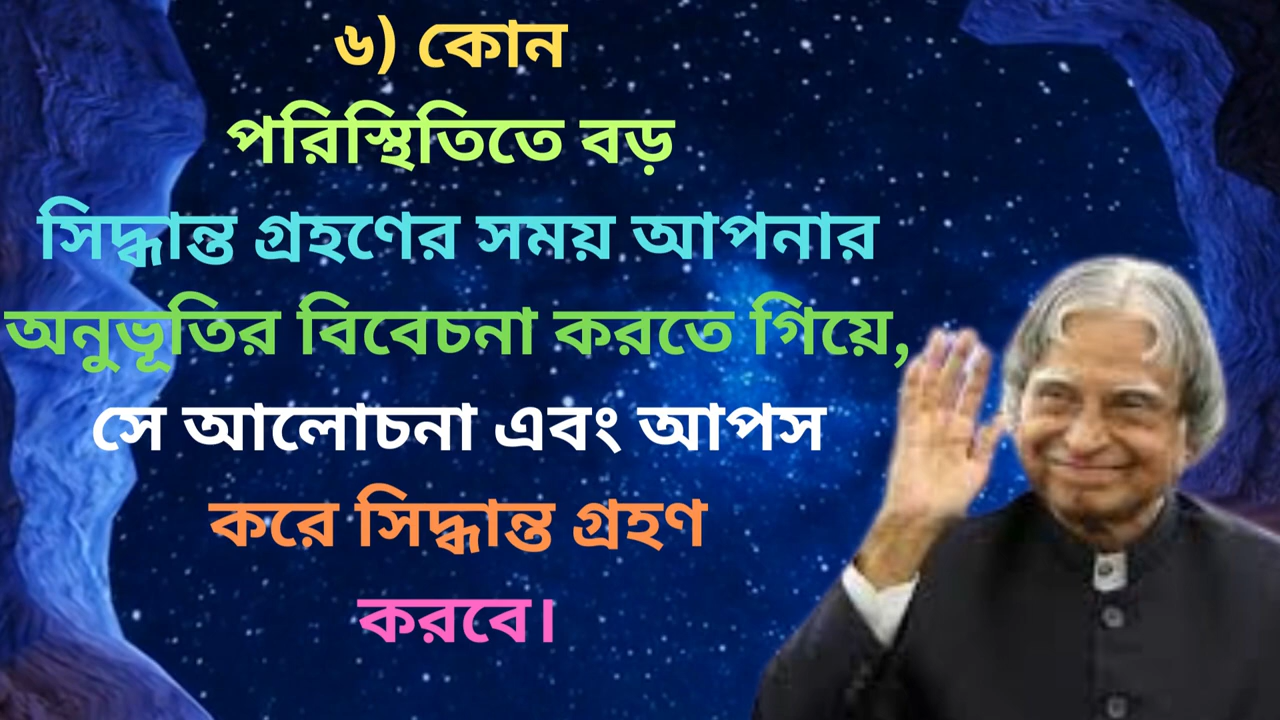 ৬) কোন
পরিস্থিতিতে বড়
সিদ্ধান্ত গ্রহণের সময় আপনার
অনুভূতির বিবেচনা করতে গিয়ে,
সে আলোচনা এবং আপস
করে সিদ্ধান্ত গ্রহণ
করবে।